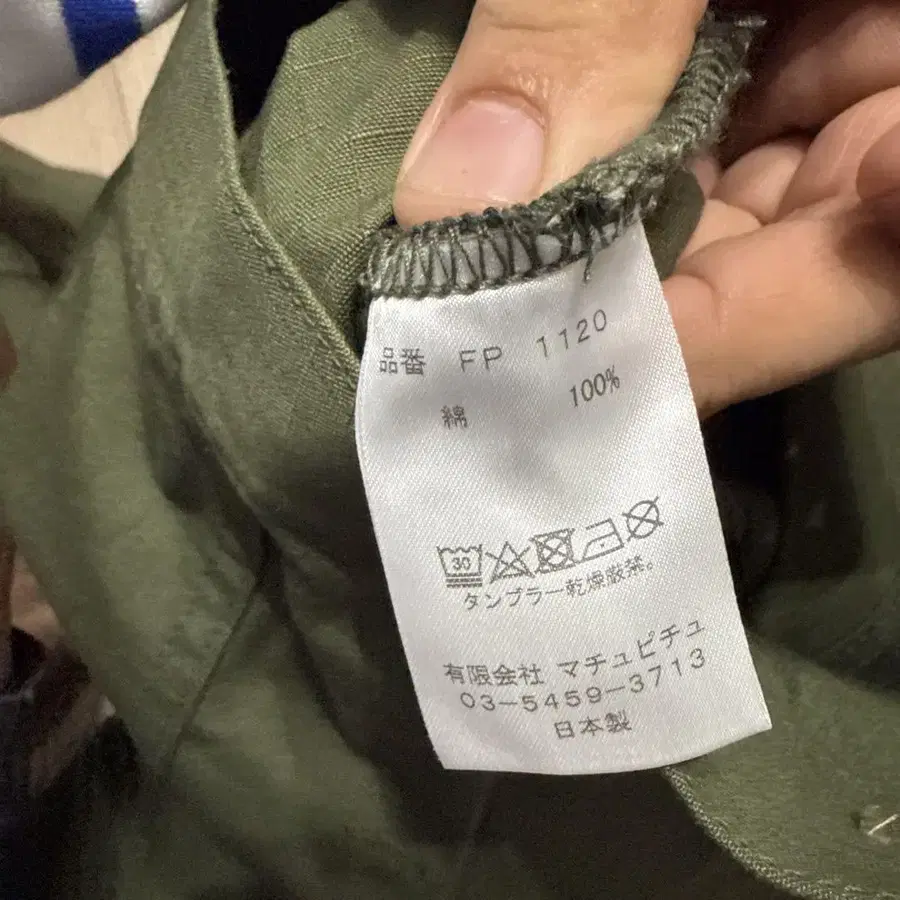 品番 FP 1120
綿 100%
30
タンブラー乾燥厳禁。
有限会社 マチュピチュ
03-5459-3713
日本製